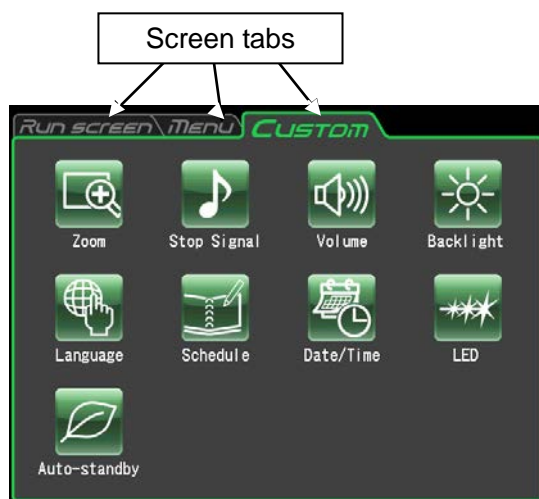 Screen tabs
Run screen Menu Custom
Zoom Stop Signal Volume Backlight
Language Schedule Date/Time LED
Auto-standby